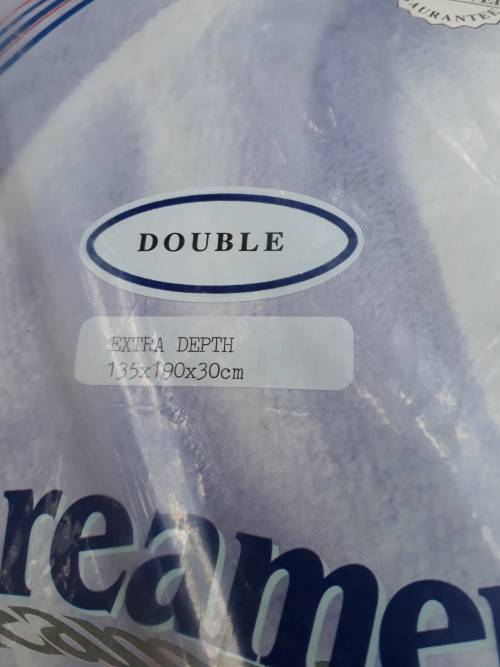 DOUBLE
EXTRA DEPTH
135x190x30cm
reamer